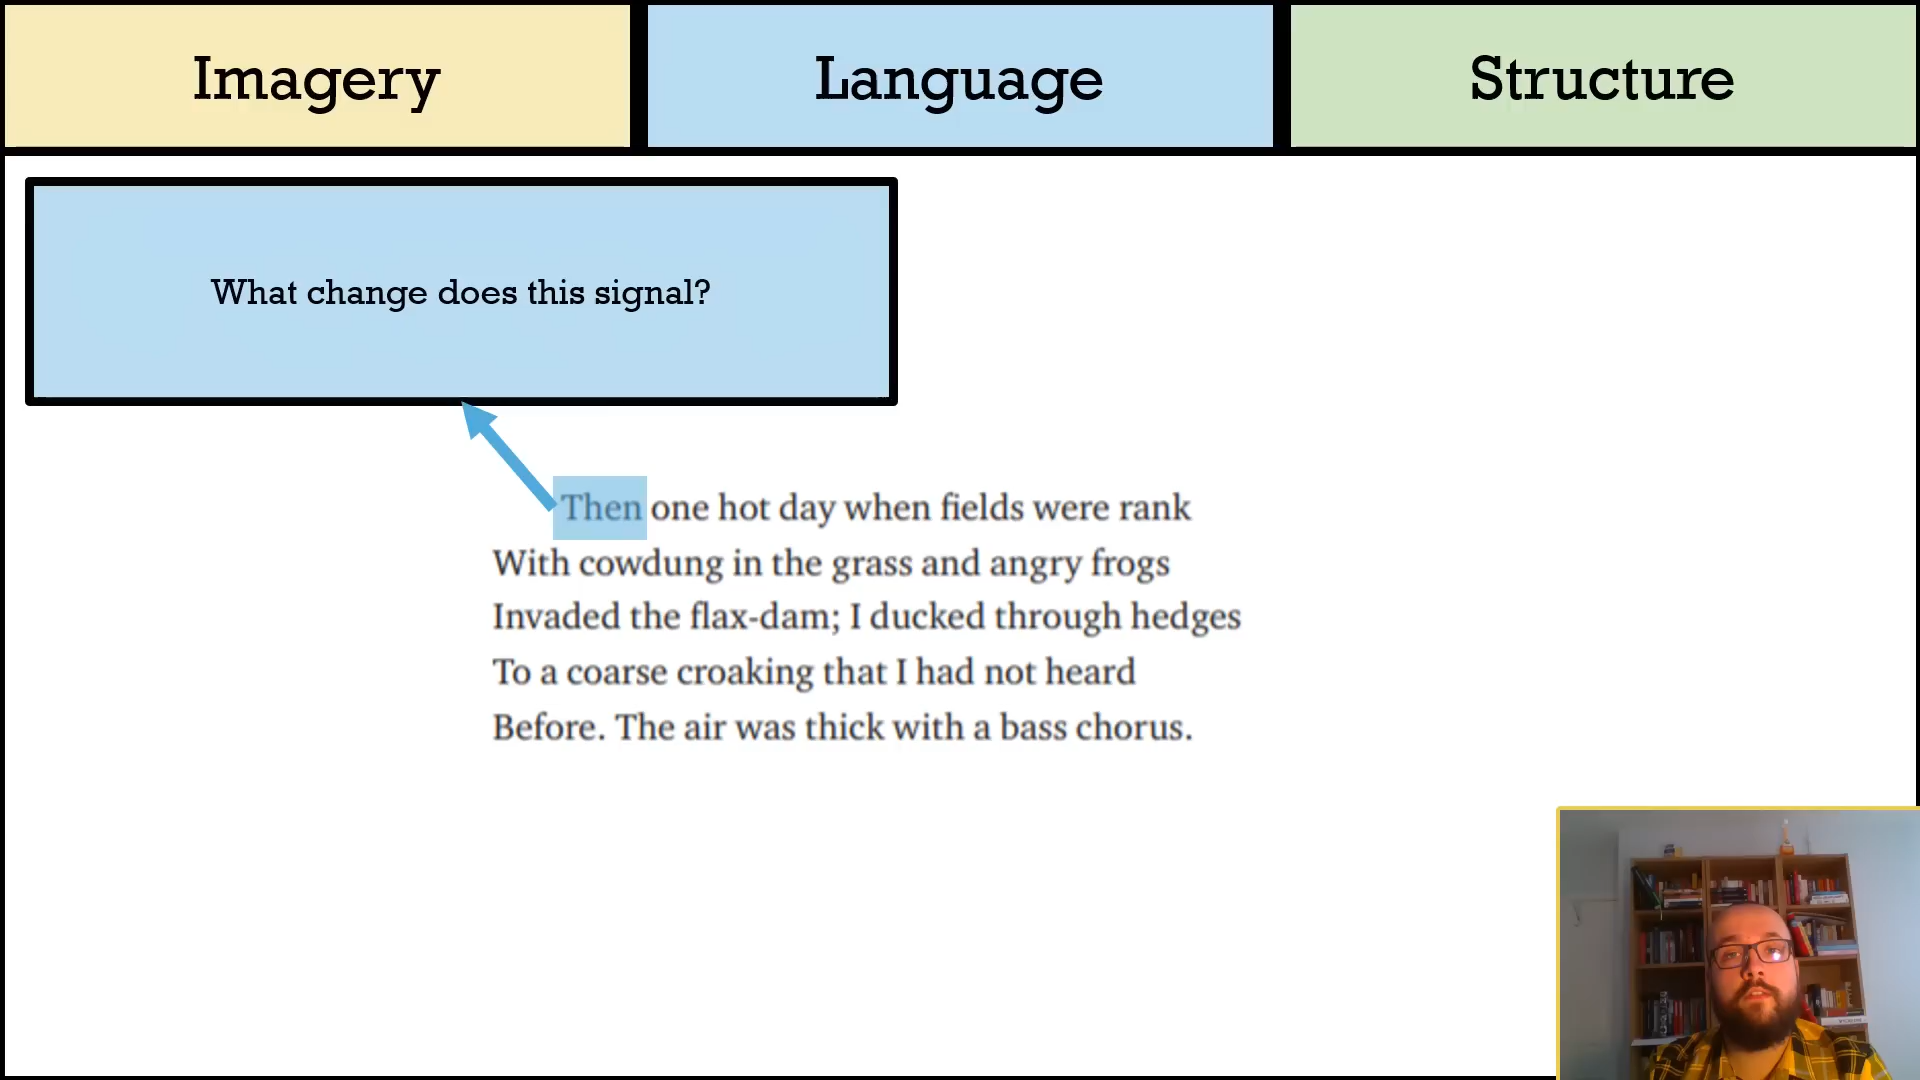 Imagery
Language
Structure
What change does this signal?
Then one hot day when fields were rank
With cowdung in the grass and angry frogs
Invaded the flax-dam; I ducked through hedges
To a coarse croaking that I had not heard
Before. The air was thick with a bass chorus.